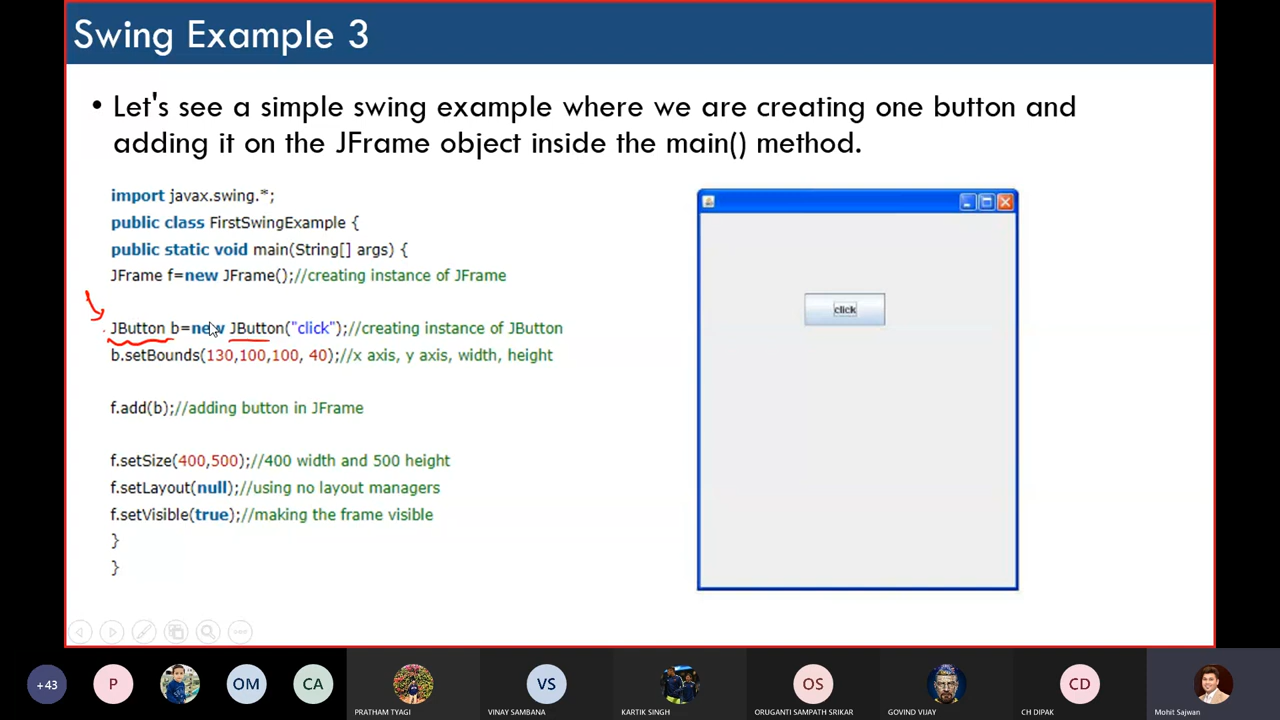 Swing Example 3
• Let's see a simple swing example where we are creating one button and
adding it on the JFrame object inside the main() method.
import javax.swing.*;
public class FirstSwingExample {
public static void main(String[] args) {
JFrame f=new JFrame();//creating instance of JFrame
JButton b=new JButton("click");//creating instance of JButton
b.setBounds(130,100,100, 40);//x axis, y axis, width, height
f.add(b);//adding button in JFrame
f.setSize(400,500);//400 width and 500 height
f.setLayout(null);//using no layout managers
f.setVisible(true);//making the frame visible
}
}
click
+43
P
OM
CA
PRATHAM TYAGI
VS
VINAY SAMBANA
KARTIK SINGH
OS
ORUGANTI SAMPATH SRIKAR
GOVIND VIJAY
CD
CH DIPAK
Mohit Sajwan